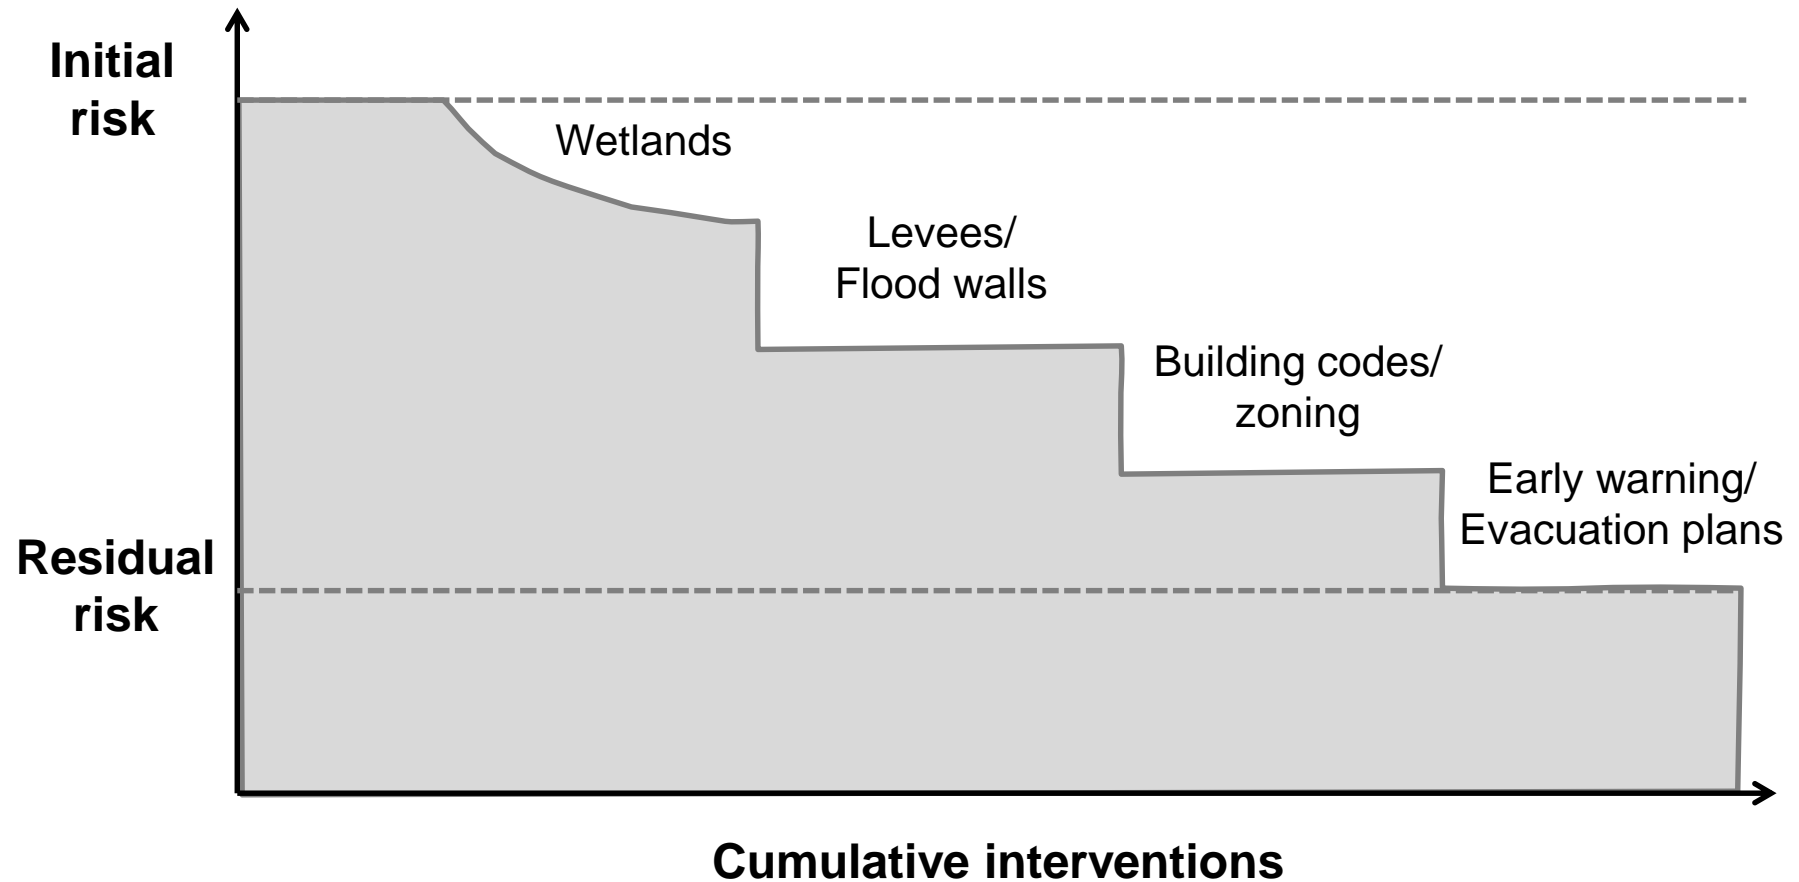 Initial
risk
Wetlands
Levees/
Flood walls
Building codes/
zoning
Early warning/
Evacuation plans
Residual
risk
Cumulative interventions